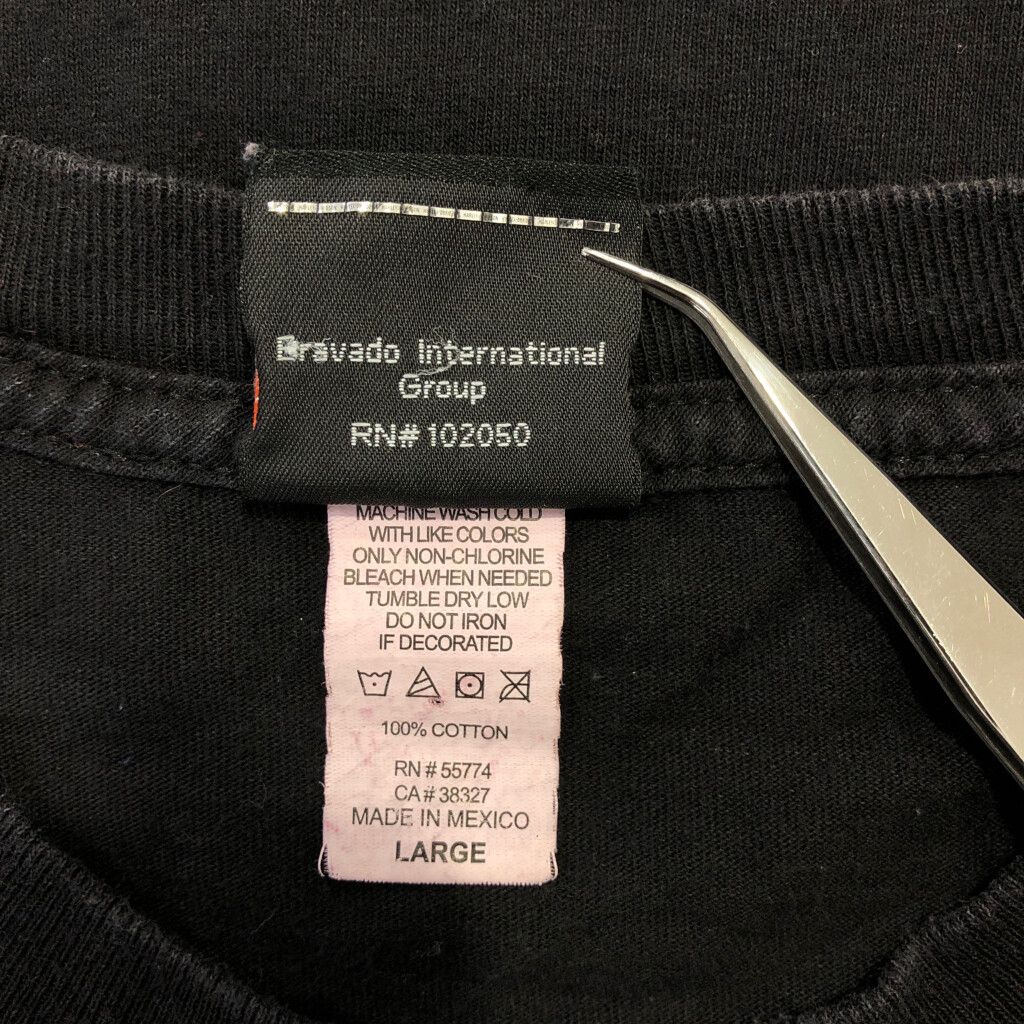 Bravado International
Group
RN# 102050
MACHINE WASH COLD
WITH LIKE COLORS
ONLY NON-CHLORINE
BLEACH WHEN NEEDED
TUMBLE DRY LOW
DO NOT IRON
IF DECORATED
100% COTTON
RN # 55774
CA # 38327
MADE IN MEXICO
LARGE